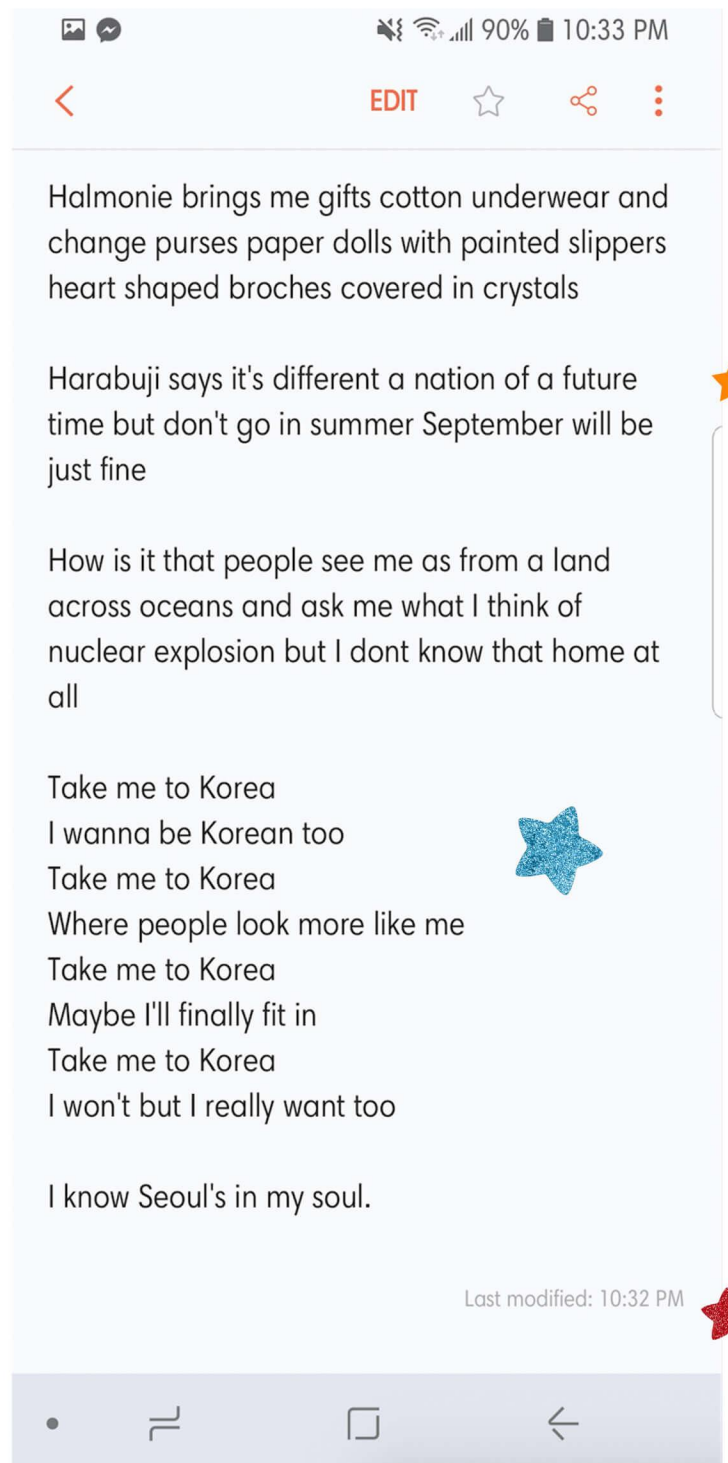 90% 10:33 PM
EDIT
Halmonie brings me gifts cotton underwear and
change purses paper dolls with painted slippers
heart shaped broches covered in crystals
Harabuji says it's different a nation of a future
time but don't go in summer September will be
just fine
How is it that people see me as from a land
across oceans and ask me what I think of
nuclear explosion but I dont know that home at
all
Take me to Korea
I wanna be Korean too
Take me to Korea
Where people look more like me
Take me to Korea
Maybe I'll finally fit in
Take me to Korea
I won't but I really want too
I know Seoul's in my soul.
Last modified: 10:32 PM